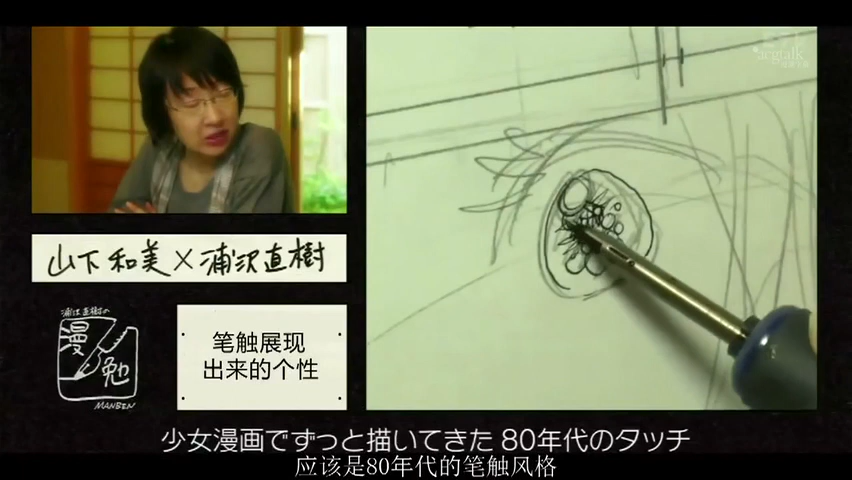 acgtalk
山下和美×浦沢直樹
浦沢直樹の
漫勉
MANBEN
笔触展现
出来的个性
少女漫画でずっと描いてきた 80年代のタッチ
应该是80年代的笔触风格